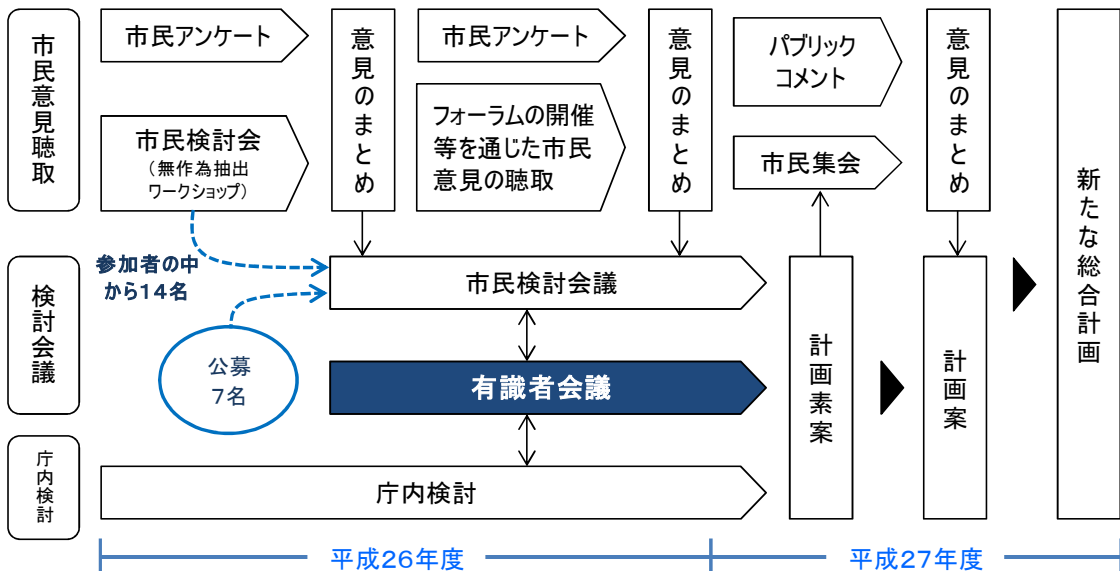 市民意見聴取
市民アンケート
市民検討会
（無作為抽出
ワークショップ）
意見のまとめ
市民アンケート
フォーラムの開催
等を通じた市民
意見の聴取
意見のまとめ
パブリック
コメント
市民集会
意見のまとめ
新たな総合計画
検討会議
参加者の中
から１４名
公募
７名
市民検討会議
有識者会議
計画素案
計画案
庁内検討
庁内検討
平成２６年度
平成２７年度